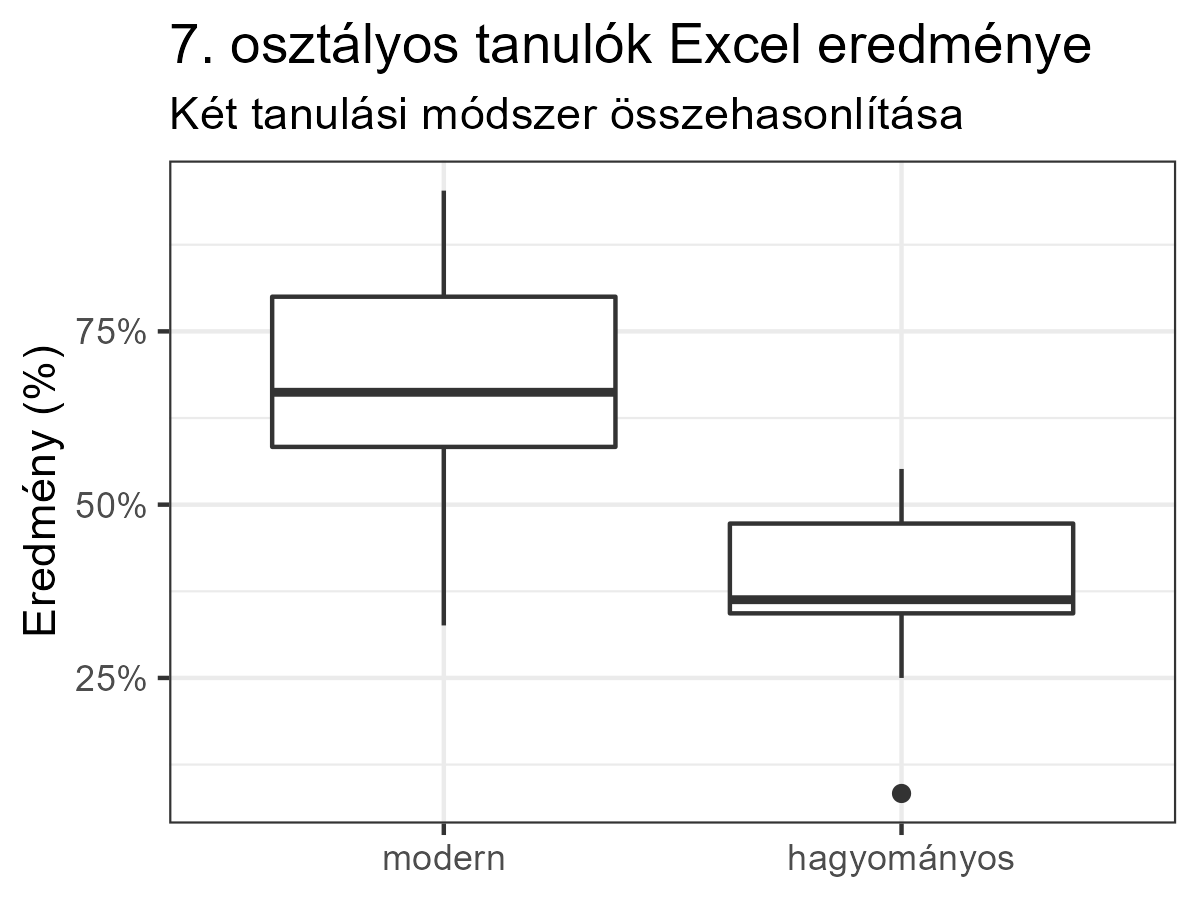 7. osztályos tanulók Excel eredménye
Két tanulási módszer összehasonlítása
Eredmény (%)
75%
50%
25%
modern
hagyományos